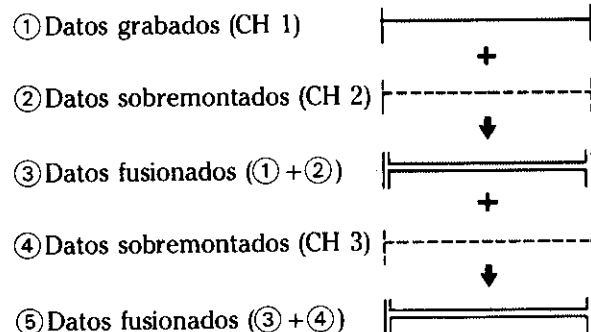 ①Datos grabados (CH 1)
+
②Datos sobremontados (CH 2)
③Datos fusionados (①+②)
+
④Datos sobremontados (CH 3)
⑤Datos fusionados (③+④)